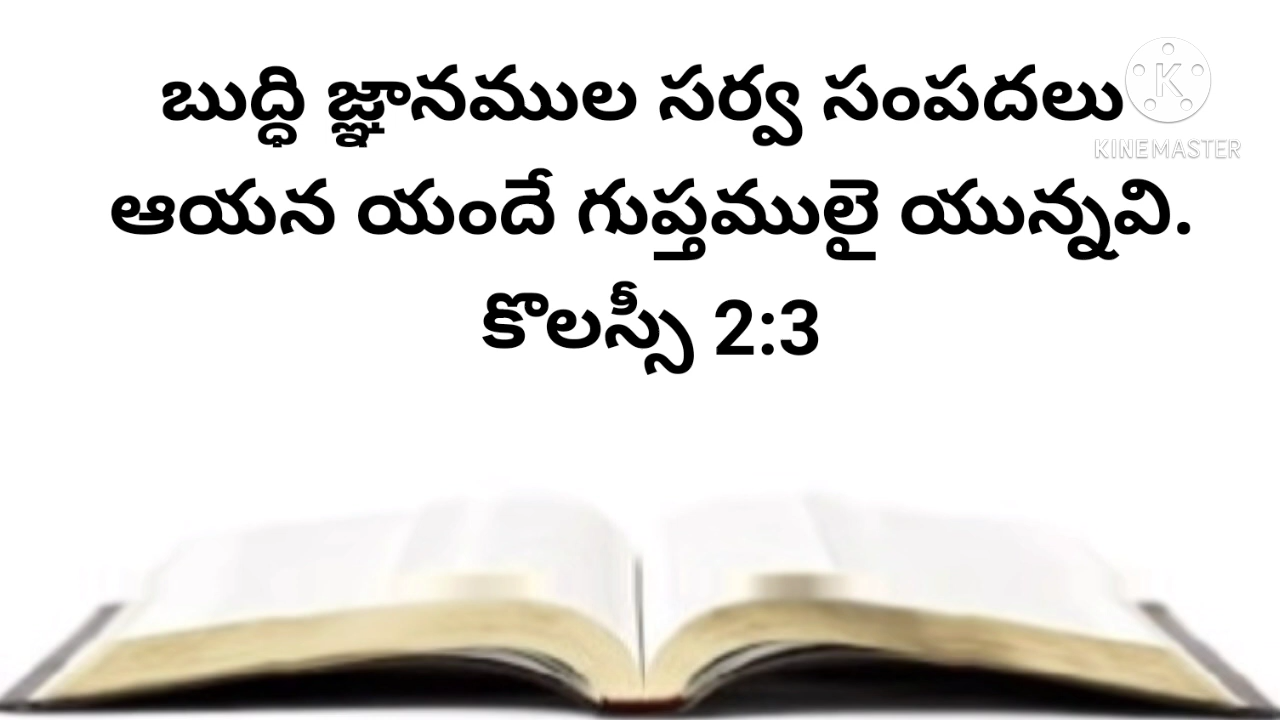 బుద్ధి జ్ఞానముల సర్వ సంపదలు
ఆయన యందే గుప్తములై యున్నవి.
కొలస్సీ 2:3
K
KINEMASTER